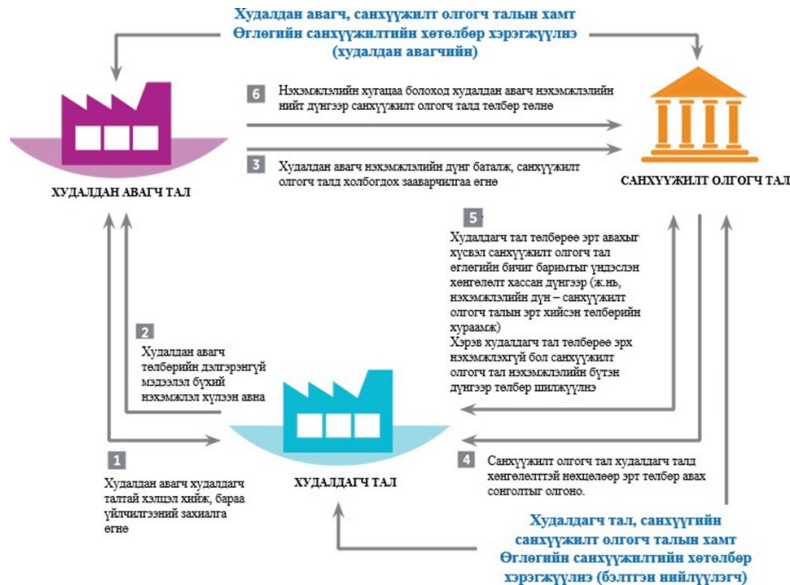 Худалдан авагч, санхүүжилт олгогч талын хамт
Өглөгийн санхүүжилтийн хөтөлбөр хэрэгжүүлнэ
(худалдан авагчийн)
6
Нэхэмжлэлийн хугацаа болоход худалдан авагч нэхэмжлэлийн
нийт дүнгээр санхүүжилт олгогч талд төлбөр төлнө
3
Худалдан авагч нэхэмжлэлийн дүнг баталж, санхүүжилт
олгогч талд холбогдох зааварчилгаа өгнө
ХУДАЛДАН АВАГЧ ТАЛ
САНХҮҮЖИЛТ ОЛГОГЧ ТАЛ
5
Худалдагч тал төлбөрөө эрт авахыг
хүсвэл санхүүжилт олгогч тал
өглөгийн бичиг баримтыг үндэслэн
хөнгөлөлт хассан дүнгээр (ж.нь,
нэхэмжлэлийн дүн – санхүүжилт
олгогч талын эрт хийсэн төлбөрийн
хураамж)
Хэрэв худалдагч тал төлбөрөө эрх
нэхэмжлэхгүй бол санхүүжилт
олгогч тал нэхэмжлэлийн бүтэн
дүнгээр төлбөр шилжүүлнэ
2
Худалдан авагч
төлбөрийн дэлгэрэнгүй
мэдээлэл бүхий
нэхэмжлэл хүлээн авна
1
Худалдан авагч худалдагч
талтай хэлцэл хийж, бараа
үйлчилгээний захиалга
өгнө
ХУДАЛДАГЧ ТАЛ
4
Санхүүжилт олгогч тал худалдагч талд
хөнгөлөлттэй нөхцөлөөр эрт төлбөр авах
сонголтыг олгоно.
Худалдагч тал, санхүүгийн
санхүүжилт олгогч талын хамт
Өглөгийн санхүүжилтийн хөтөлбөр
хэрэгжүүлнэ (бэлтгэн нийлүүлэгч)